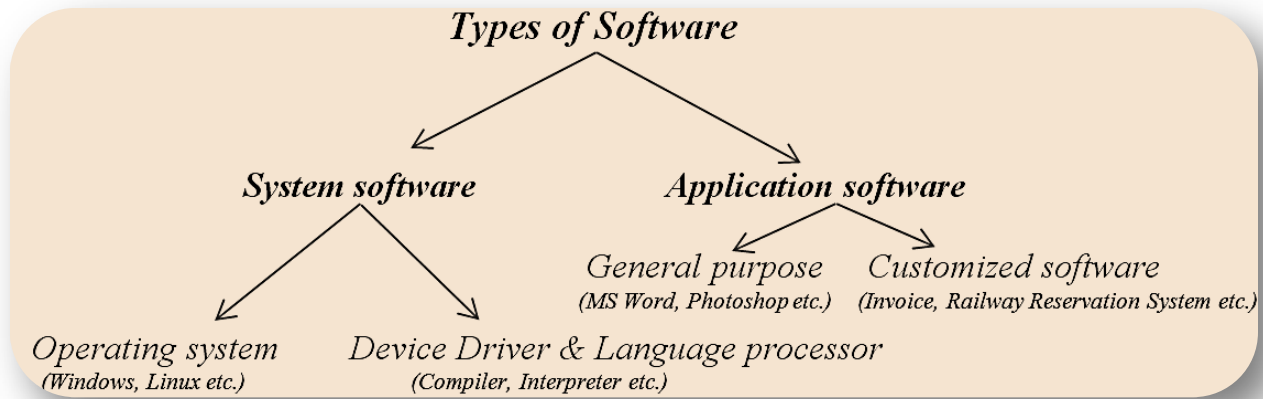 Types of Software
System software
Application software
General purpose
(MS Word, Photoshop etc.)
Customized software
(Invoice, Railway Reservation System etc.)
Operating system
(Windows, Linux etc.)
Device Driver & Language processor
(Compiler, Interpreter etc.)